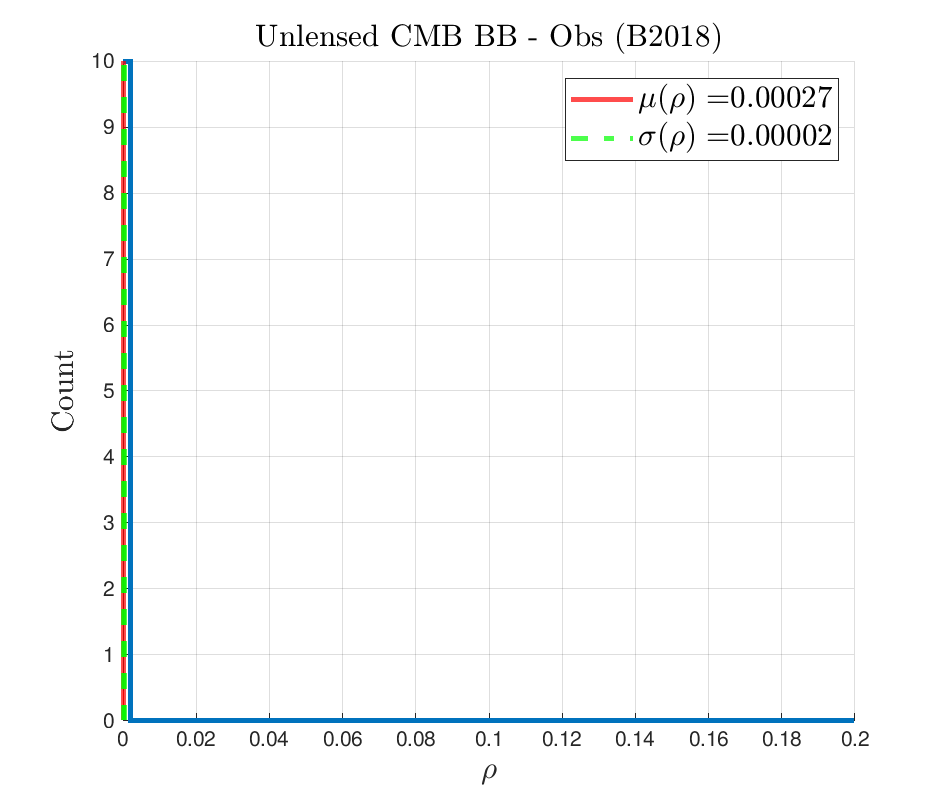 Unlensed CMB BB - Obs (B2018)
μ(ρ) =0.00027
σ(ρ) =0.00002
10
9
8
7
6
5
4
3
2
1
0
Count
0 0.02 0.04 0.06 0.08 0.1 0.12 0.14 0.16 0.18 0.2
ρ